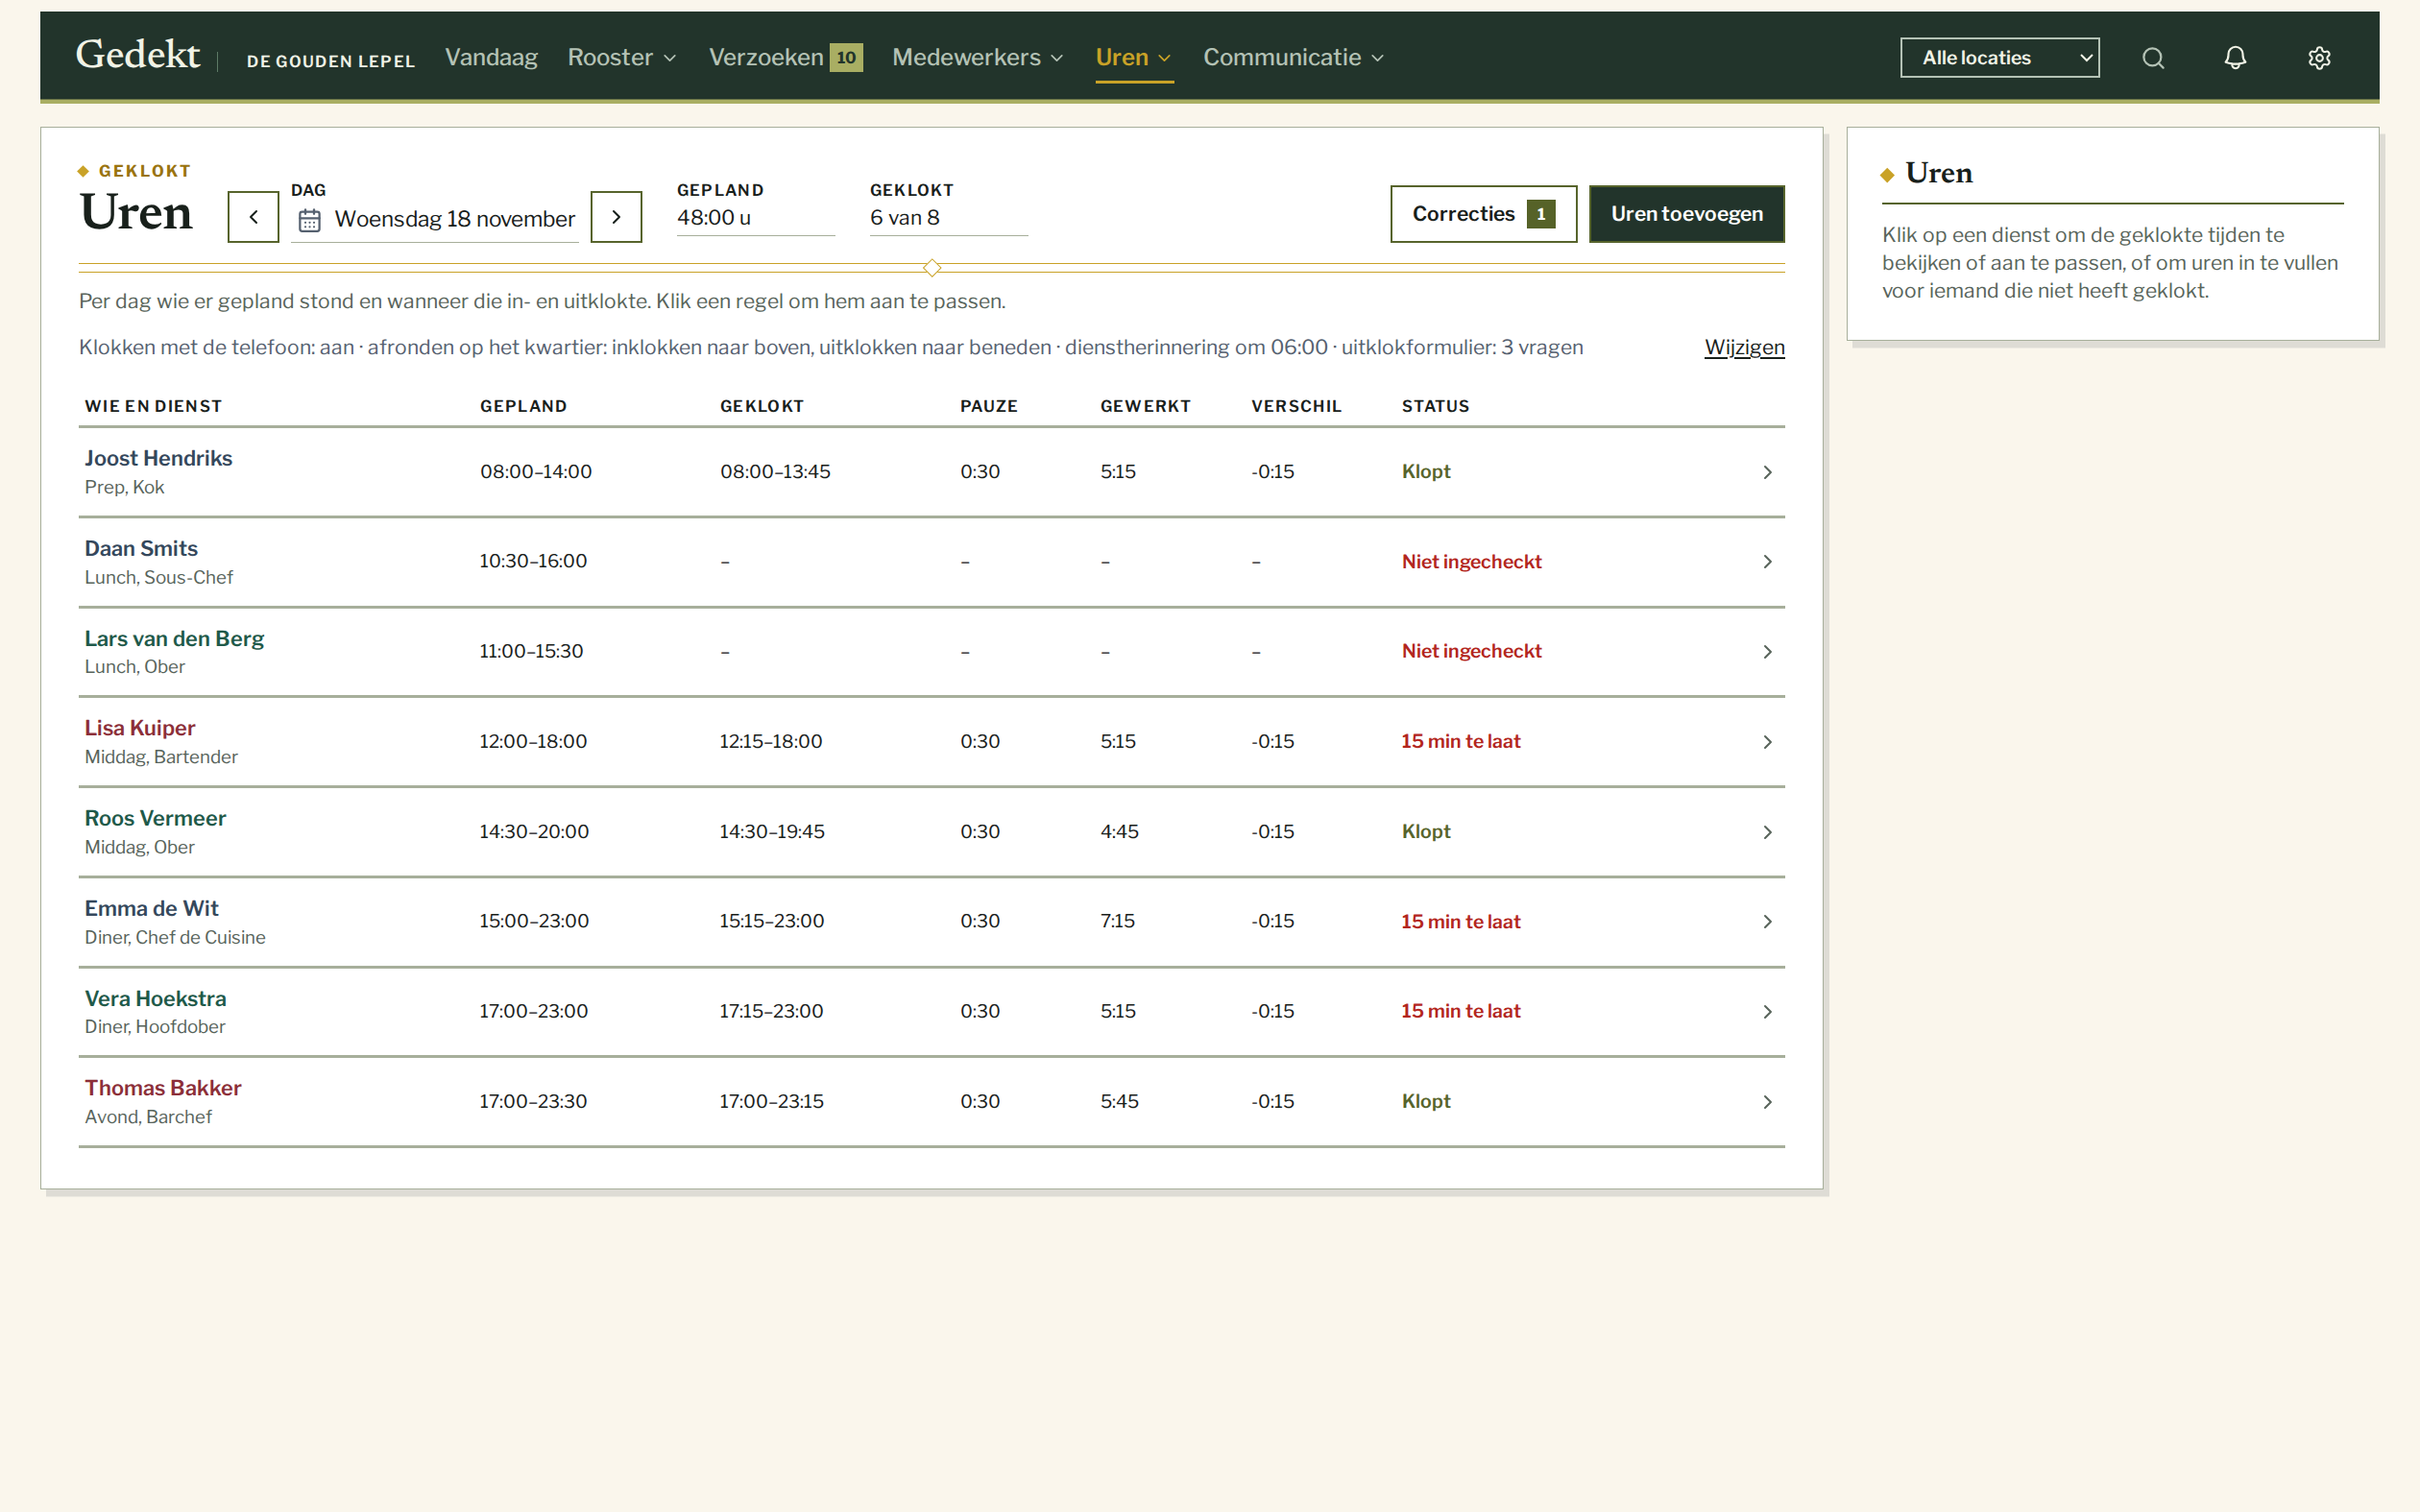 Gedekt DE GOUDEN LEPEL Vandaag Rooster Verzoeken 10 Medewerkers Uren Communicatie Alle locaties
GEKLOKT
Uren
DAG
Woensdag 18 november
GEPLAND
48:00 u
GEKLOKT
6 van 8
Correcties 1
Uren toevoegen
Per dag wie er gepland stond en wanneer die in- en uitklokte. Klik een regel om hem aan te passen.
Klokken met de telefoon: aan · afronden op het kwartier: inklokken naar boven, uitklokken naar beneden · dienstherinnering om 06:00 · uitklokformulier: 3 vragen Wijzigen
WIE EN DIENST GEPLAND GEKLOKT PAUZE GEWERKT VERSCHIL STATUS
Joost Hendriks
Prep, Kok
08:00–14:00 08:00–13:45 0:30 5:15 -0:15 Klopt
Daan Smits
Lunch, Sous-Chef
10:30–16:00 – – – – Niet ingecheckt
Lars van den Berg
Lunch, Ober
11:00–15:30 – – – – Niet ingecheckt
Lisa Kuiper
Middag, Bartender
12:00–18:00 12:15–18:00 0:30 5:15 -0:15 15 min te laat
Roos Vermeer
Middag, Ober
14:30–20:00 14:30–19:45 0:30 4:45 -0:15 Klopt
Emma de Wit
Diner, Chef de Cuisine
15:00–23:00 15:15–23:00 0:30 7:15 -0:15 15 min te laat
Vera Hoekstra
Diner, Hoofdober
17:00–23:00 17:15–23:00 0:30 5:15 -0:15 15 min te laat
Thomas Bakker
Avond, Barchef
17:00–23:30 17:00–23:15 0:30 5:45 -0:15 Klopt
Uren
Klik op een dienst om de geklokte tijden te
bekijken of aan te passen, of om uren in te vullen
voor iemand die niet heeft geklokt.